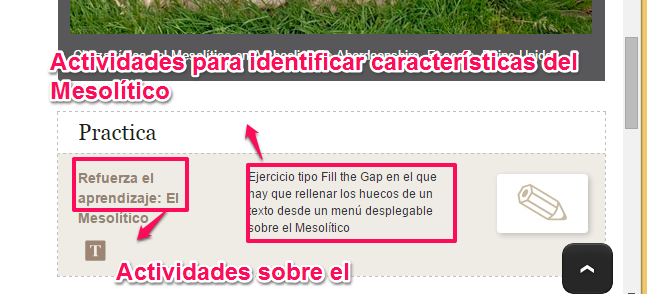 Actividades para identificar características del
Mesolítico
Practica
Refuerza el
aprendizaje: El
Mesolítico
Ejercicio tipo Fill the Gap en el que
hay que rellenar los huecos de un
texto desde un menú desplegable
sobre el Mesolítico
T
Actividades sobre el